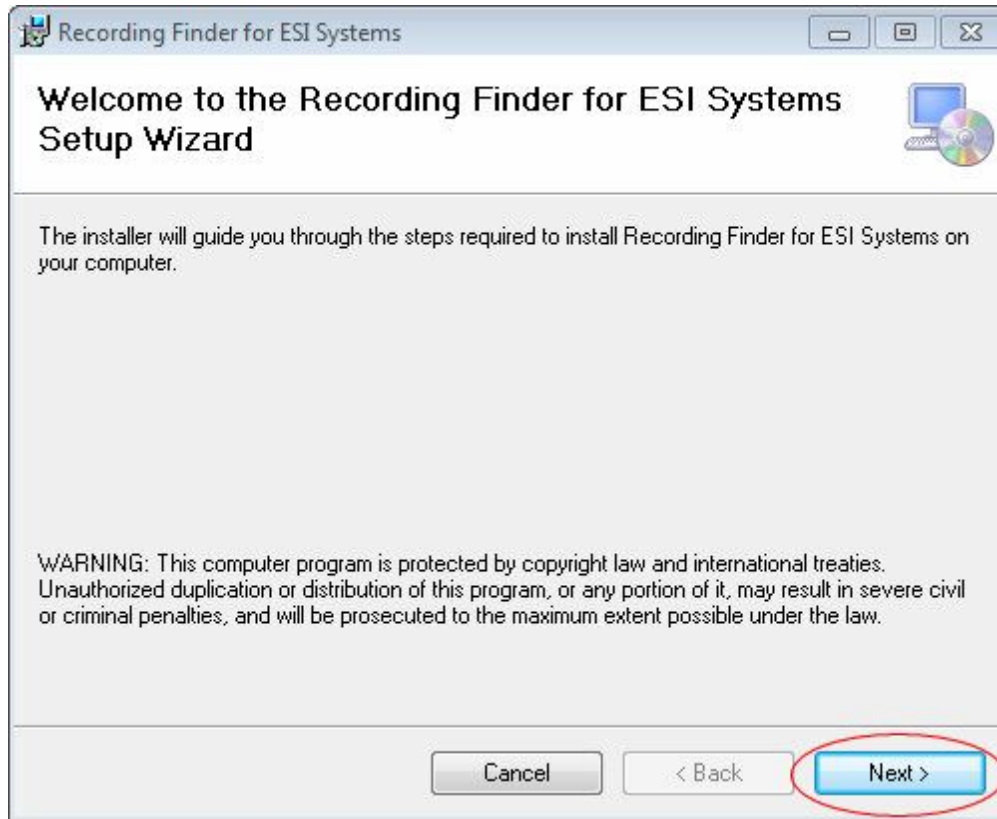 Recording Finder for ESI Systems
Welcome to the Recording Finder for ESI Systems
Setup Wizard
The installer will guide you through the steps required to install Recording Finder for ESI Systems on
your computer.
WARNING: This computer program is protected by copyright law and international treaties.
Unauthorized duplication or distribution of this program, or any portion of it, may result in severe civil
or criminal penalties, and will be prosecuted to the maximum extent possible under the law.
Cancel < Back Next >